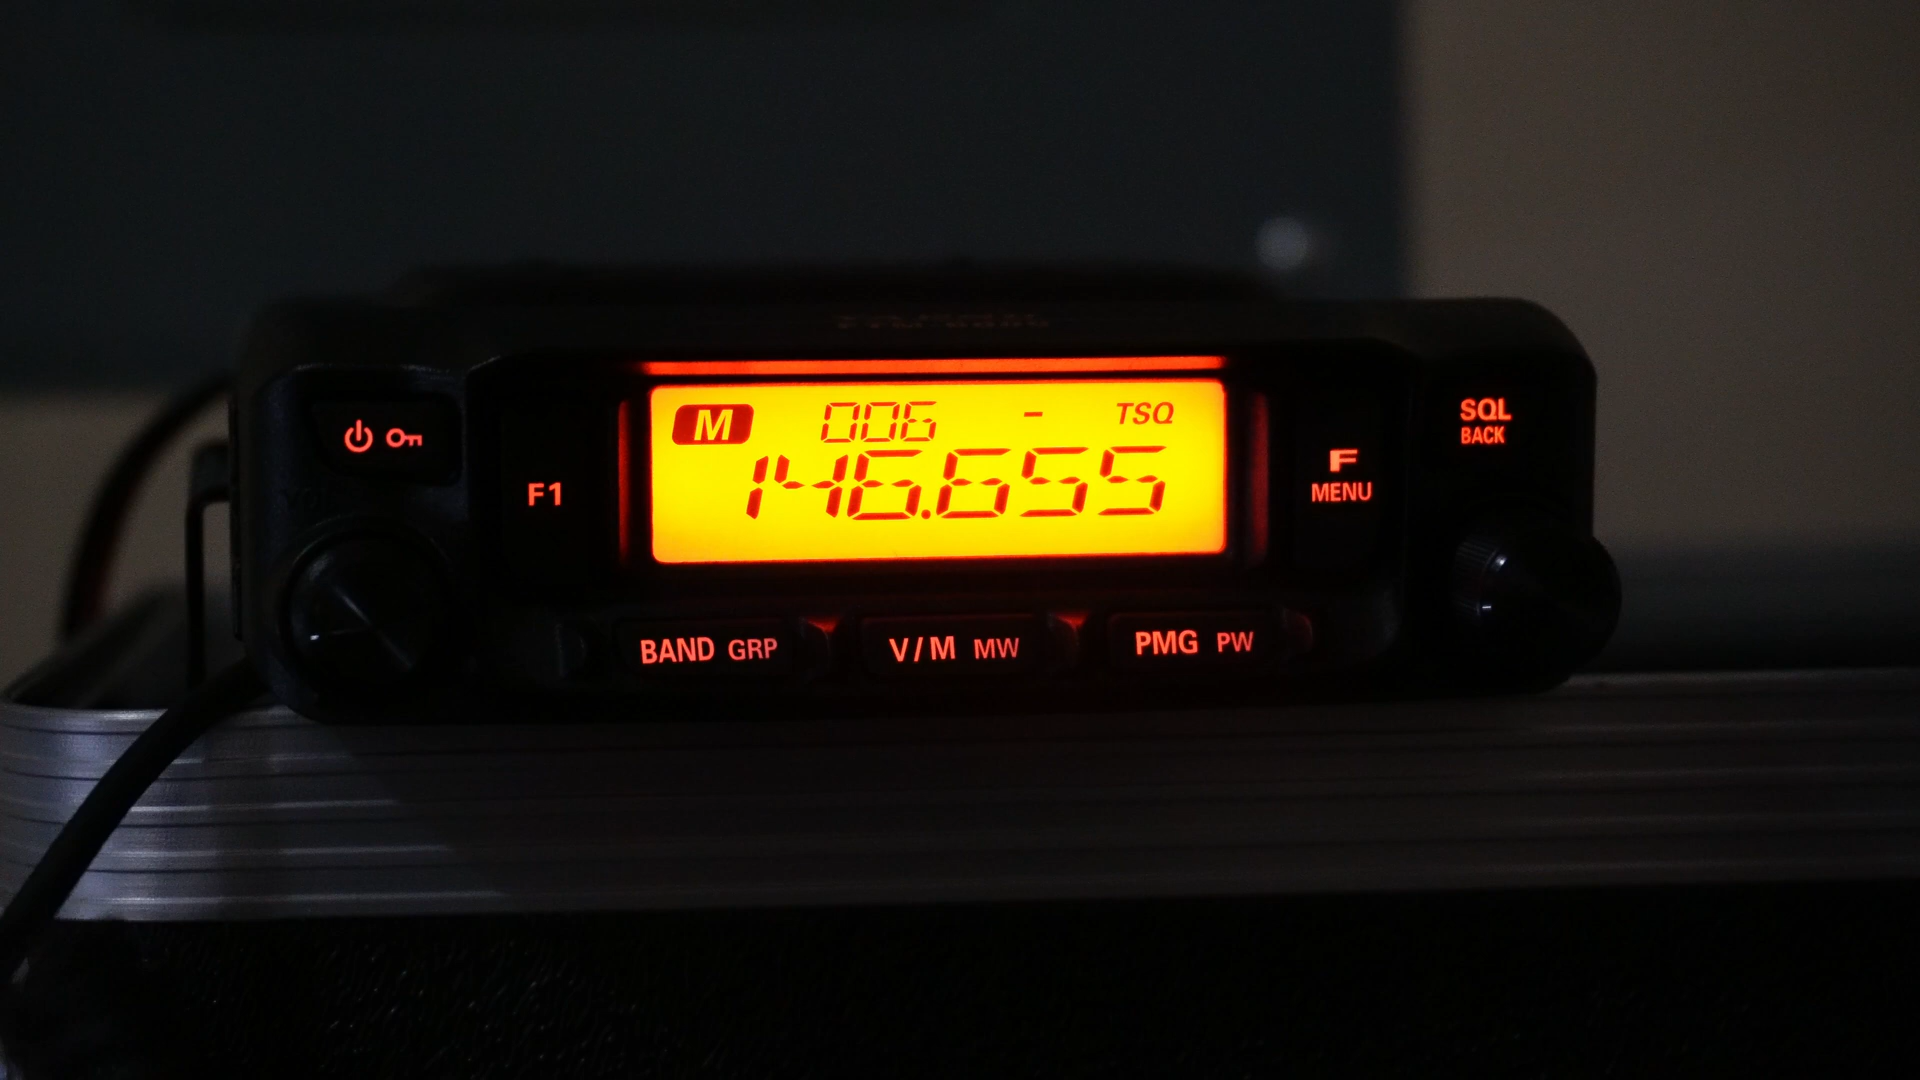 M 006 - TSQ
146.655
F1
F
MENU
SQL
BACK
BAND GRP
V/M MW
PMG PW